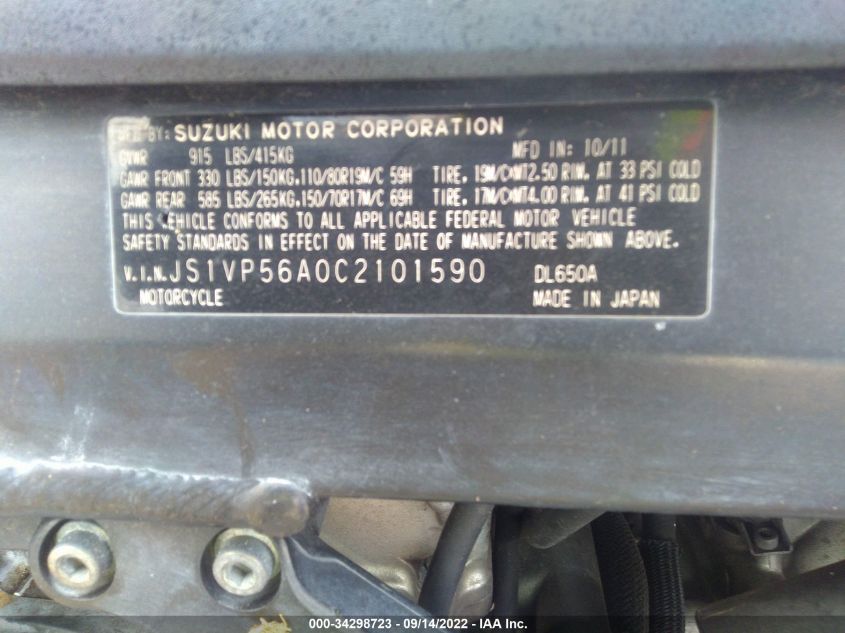 MFD BY: SUZUKI MOTOR CORPORATION
GVWR 915 LBS/415KG MFD IN: 10/11
GAWR FRONT 330 LBS/150KG.110/80R19M/C 59H TIRE, 19M/C×MT2.50 RIM, AT 33 PSI COLD
GAWR REAR 585 LBS/265KG.150/70R17M/C 69H TIRE, 17M/C×MT4.00 RIM, AT 41 PSI COLD
THIS VEHICLE CONFORMS TO ALL APPLICABLE FEDERAL MOTOR VEHICLE
SAFETY STANDARDS IN EFFECT ON THE DATE OF MANUFACTURE SHOWN ABOVE.
V.I.N. JS1VP56A0C2101590 DL650A
MOTORCYCLE MADE IN JAPAN
000-34298723 - 09/14/2022 - IAA Inc.